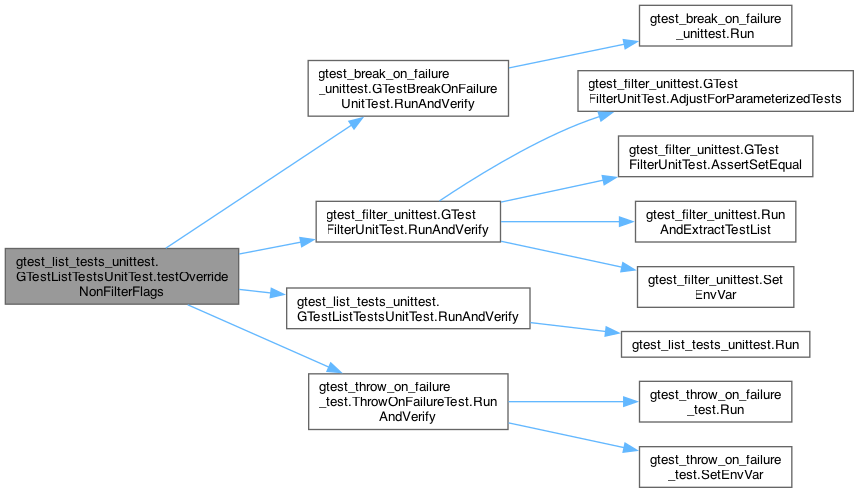 gtest_list_tests_unittest.
GTestListTestsUnitTest.testOverride
NonFilterFlags
gtest_break_on_failure
_unittest.GTestBreakOnFailure
UnitTest.RunAndVerify
gtest_break_on_failure
_unittest.Run
gtest_filter_unittest.GTest
FilterUnitTest.RunAndVerify
gtest_filter_unittest.GTest
FilterUnitTest.AdjustForParameterizedTests
gtest_filter_unittest.GTest
FilterUnitTest.AssertSetEqual
gtest_filter_unittest.Run
AndExtractTestList
gtest_filter_unittest.Set
EnvVar
gtest_list_tests_unittest.
GTestListTestsUnitTest.RunAndVerify
gtest_list_tests_unittest.Run
gtest_throw_on_failure
_test.ThrowOnFailureTest.Run
AndVerify
gtest_throw_on_failure
_test.Run
gtest_throw_on_failure
_test.SetEnvVar